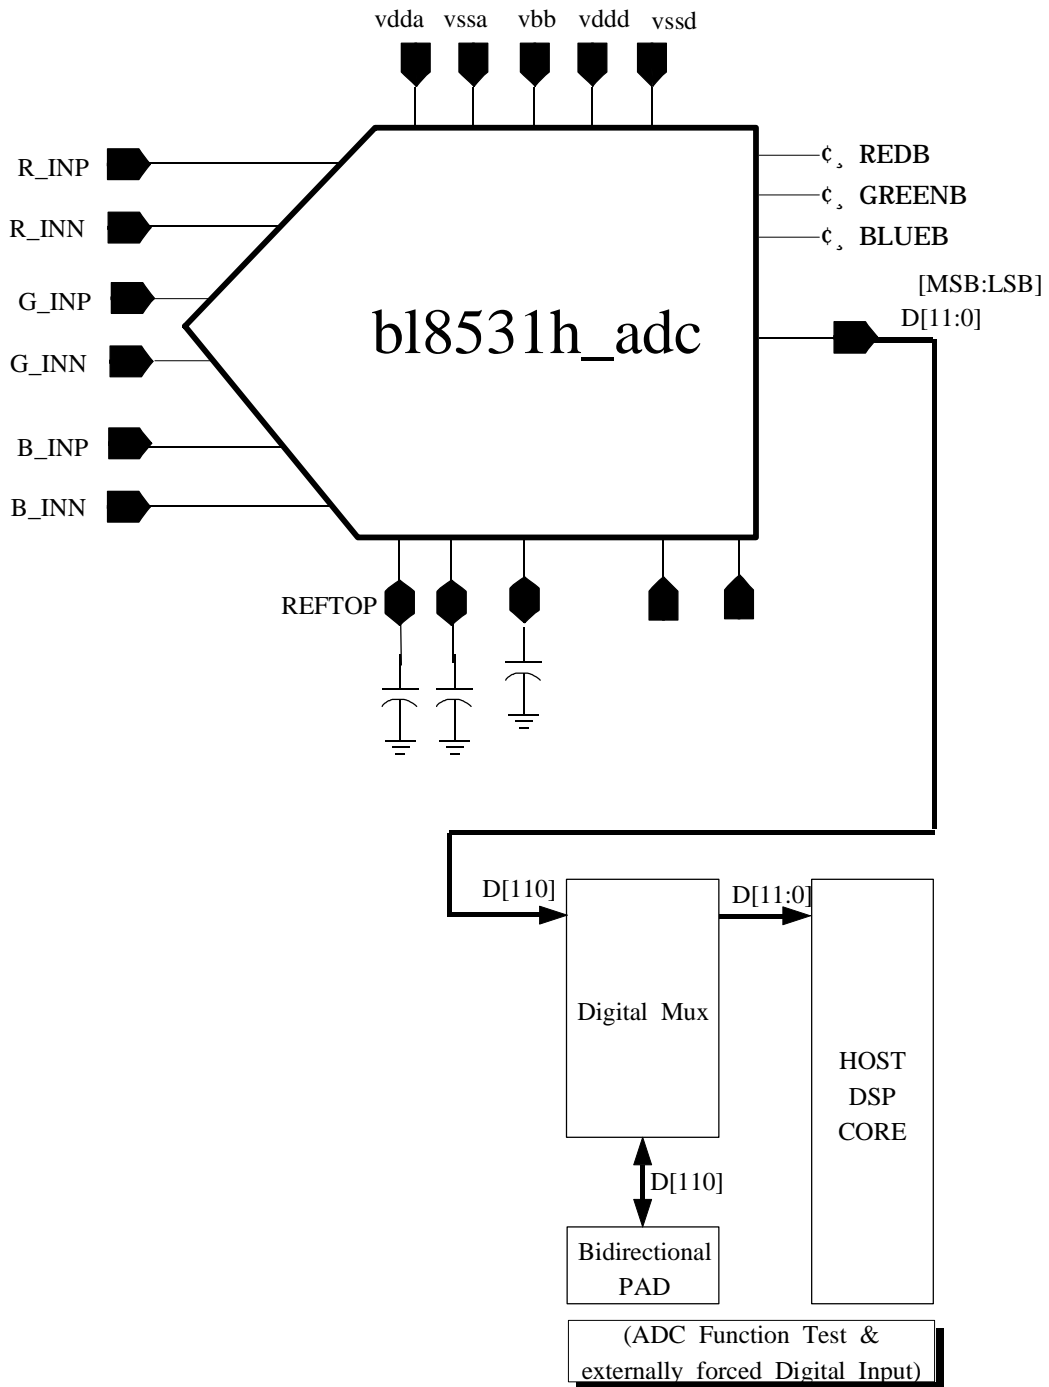 vdda vssa vbb vddd vssd
R_INP
R_INN
G_INP
G_INN
B_INP
B_INN
bl8531h_adc
¢¸ REDB
¢¸ GREENB
¢¸ BLUEB
[MSB:LSB]
D[11:0]
REFTOP
D[110]
D[11:0]
Digital Mux
HOST
DSP
CORE
D[110]
Bidirectional
PAD
(ADC Function Test &
externally forced Digital Input)